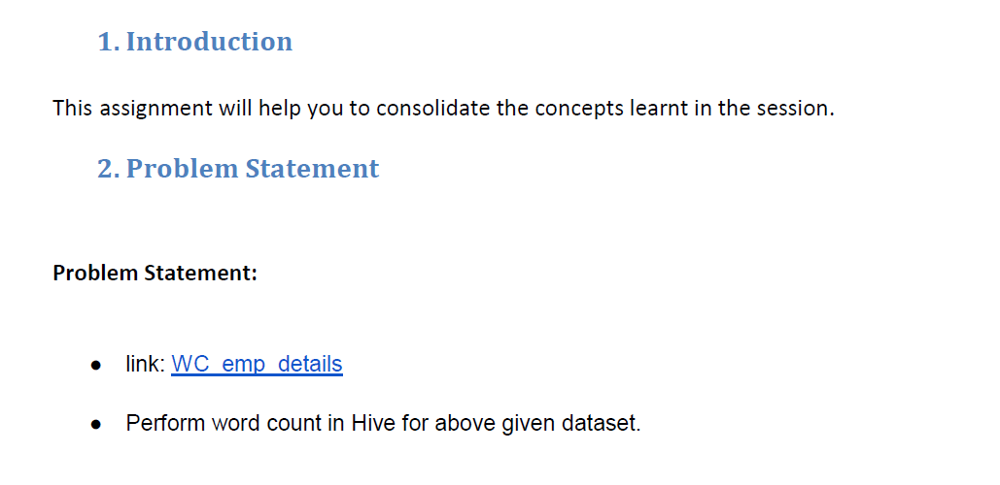 1. Introduction
This assignment will help you to consolidate the concepts learnt in the session.
2. Problem Statement
Problem Statement:
● link: WC_emp_details
● Perform word count in Hive for above given dataset.